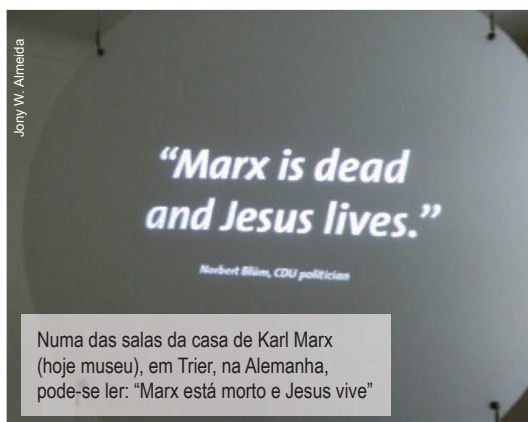 Jony W. Almeida
“Marx is dead
and Jesus lives.”
Norbert Blüm, CDU politician
Numa das salas da casa de Karl Marx
(hoje museu), em Trier, na Alemanha,
pode-se ler: “Marx está morto e Jesus vive”